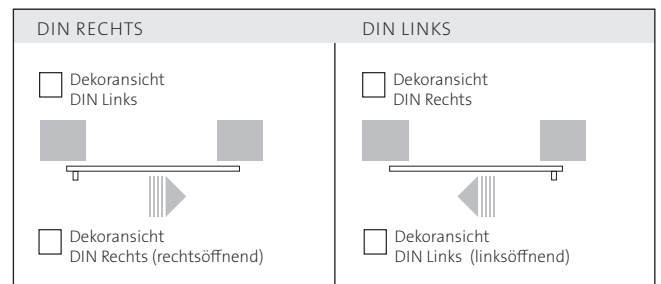 DIN RECHTS
DIN LINKS
Dekoransicht
DIN Links
Dekoransicht
DIN Rechts
Dekoransicht
DIN Rechts (rechtsöffnend)
Dekoransicht
DIN Links (linksöffnend)